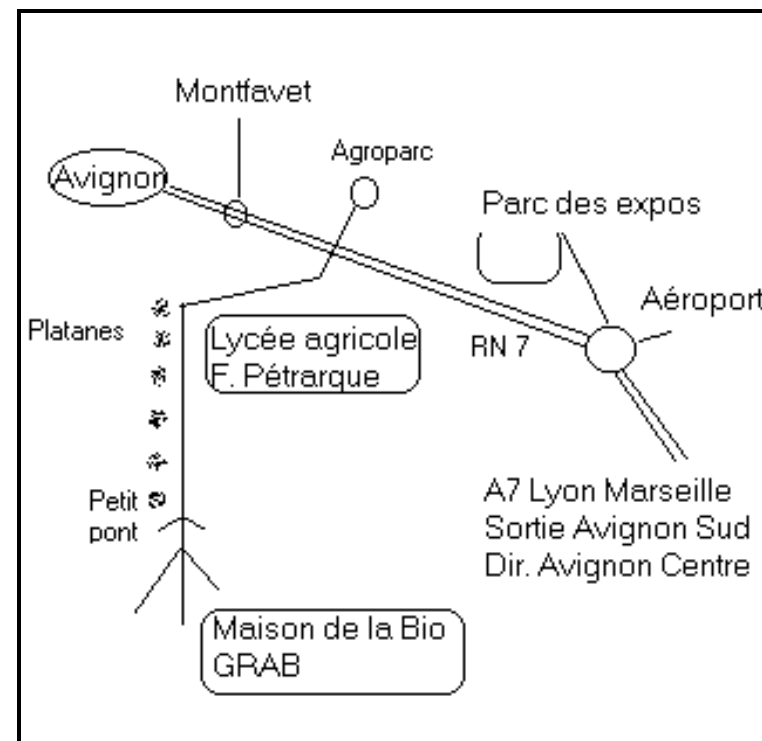 Montfavet
Agroparc
Avignon
Parc des expos
Aéroport
Platanes
Lycée agricole
F. Pétrarque
RN 7
Petit
pont
A7 Lyon Marseille
Sortie Avignon Sud
Dir. Avignon Centre
Maison de la Bio
GRAB